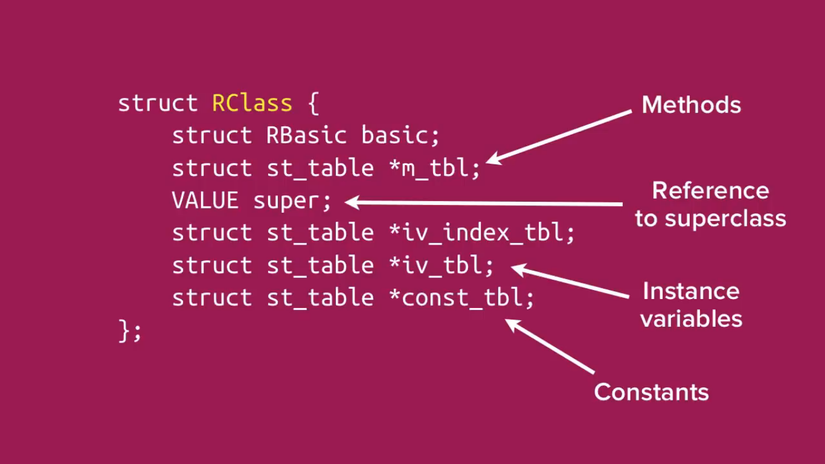 struct RClass {
struct RBasic basic;
struct st_table *m_tbl;
VALUE super;
struct st_table *iv_index_tbl;
struct st_table *iv_tbl;
struct st_table *const_tbl;
};
Methods
Reference
to superclass
Instance
variables
Constants